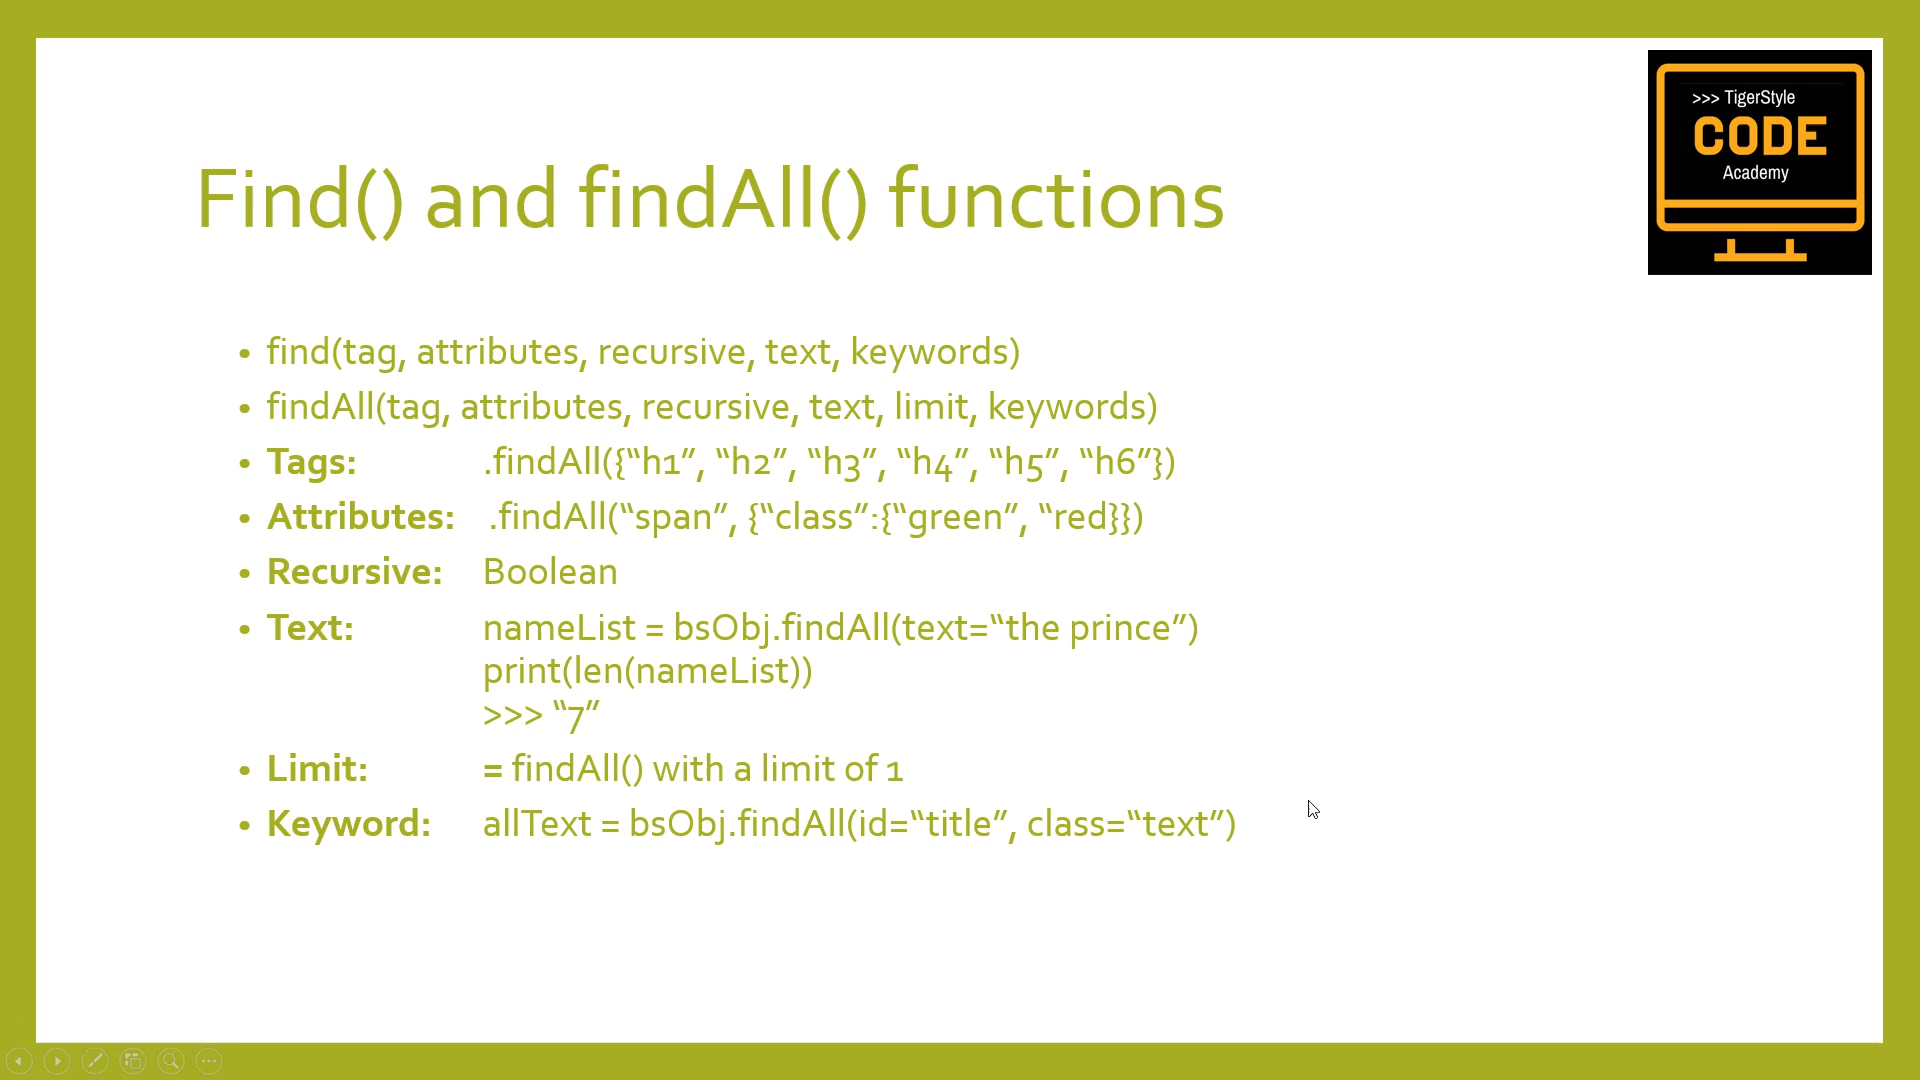 >>> TigerStyle
CODE
Academy
Find() and findAll() functions
• find(tag, attributes, recursive, text, keywords)
• findAll(tag, attributes, recursive, text, limit, keywords)
• Tags: .findAll({“h1”, “h2”, “h3”, “h4”, “h5”, “h6”})
• Attributes: .findAll(“span”, {“class”:{“green”, “red}})
• Recursive: Boolean
• Text: nameList = bsObj.findAll(text=“the prince”)
print(len(nameList))
>>> “7”
• Limit: = findAll() with a limit of 1
• Keyword: allText = bsObj.findAll(id=“title”, class=“text”)